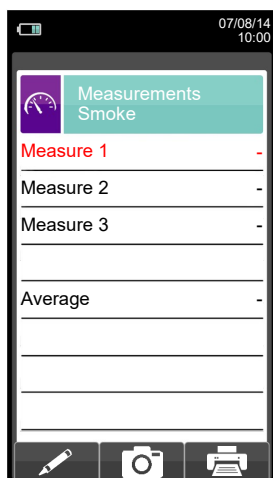 07/08/14
10:00
Measurements
Smoke
Measure 1 -
Measure 2 -
Measure 3 -
Average -